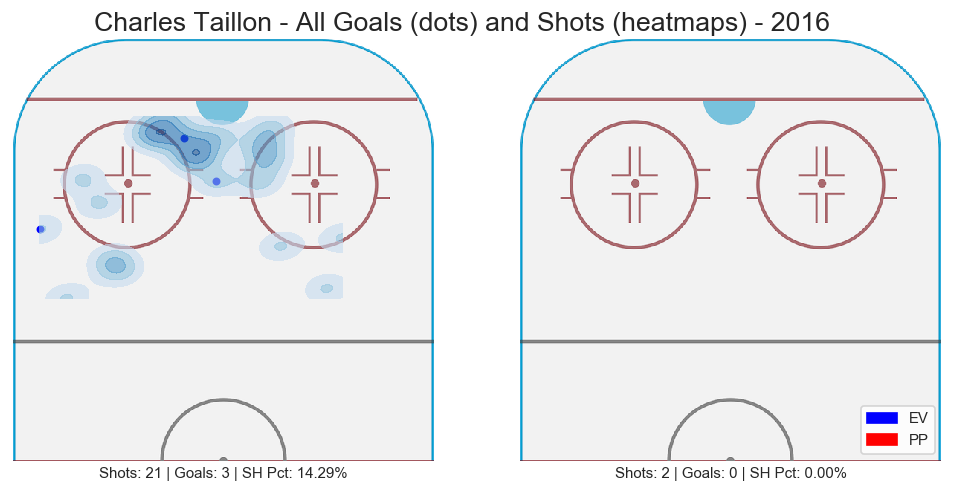 Charles Taillon - All Goals (dots) and Shots (heatmaps) - 2016
EV
PP
Shots: 21 | Goals: 3 | SH Pct: 14.29%
Shots: 2 | Goals: 0 | SH Pct: 0.00%